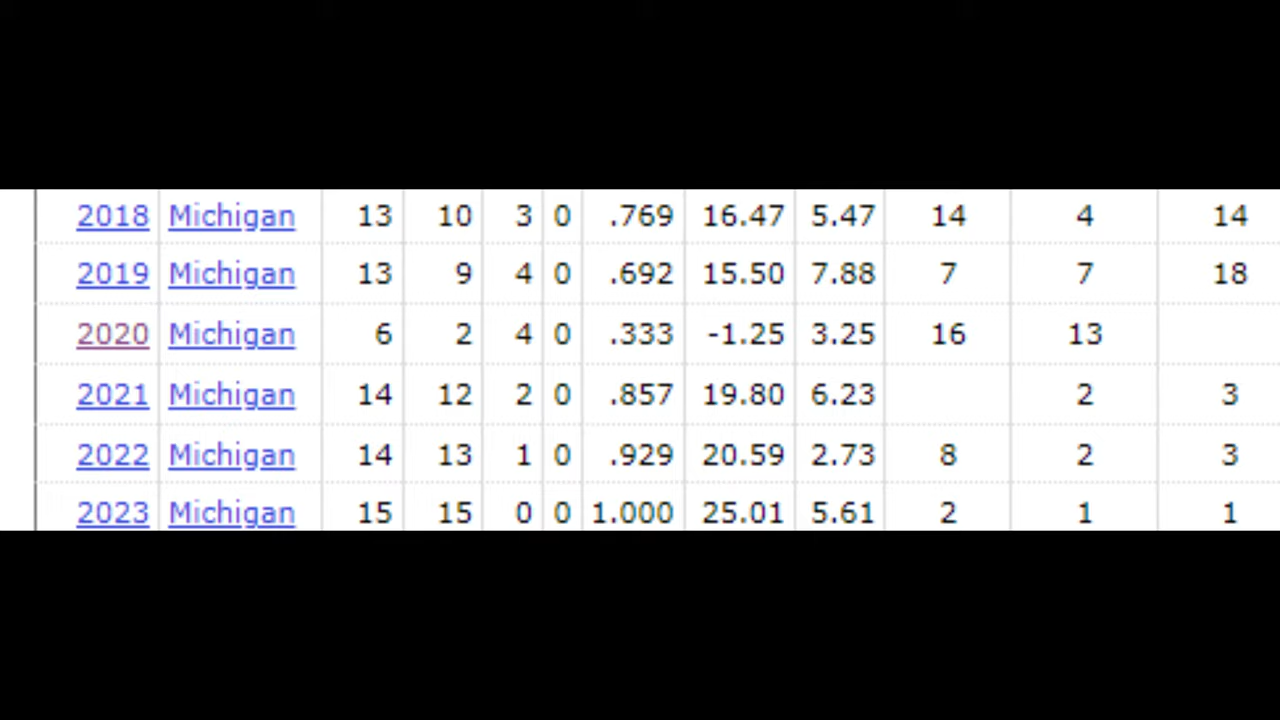 2018 Michigan 13 10 3 0 .769 16.47 5.47 14 4 14
2019 Michigan 13 9 4 0 .692 15.50 7.88 7 7 18
2020 Michigan 6 2 4 0 .333 -1.25 3.25 16 13
2021 Michigan 14 12 2 0 .857 19.80 6.23 2 3
2022 Michigan 14 13 1 0 .929 20.59 2.73 8 2 3
2023 Michigan 15 15 0 0 1.000 25.01 5.61 2 1 1